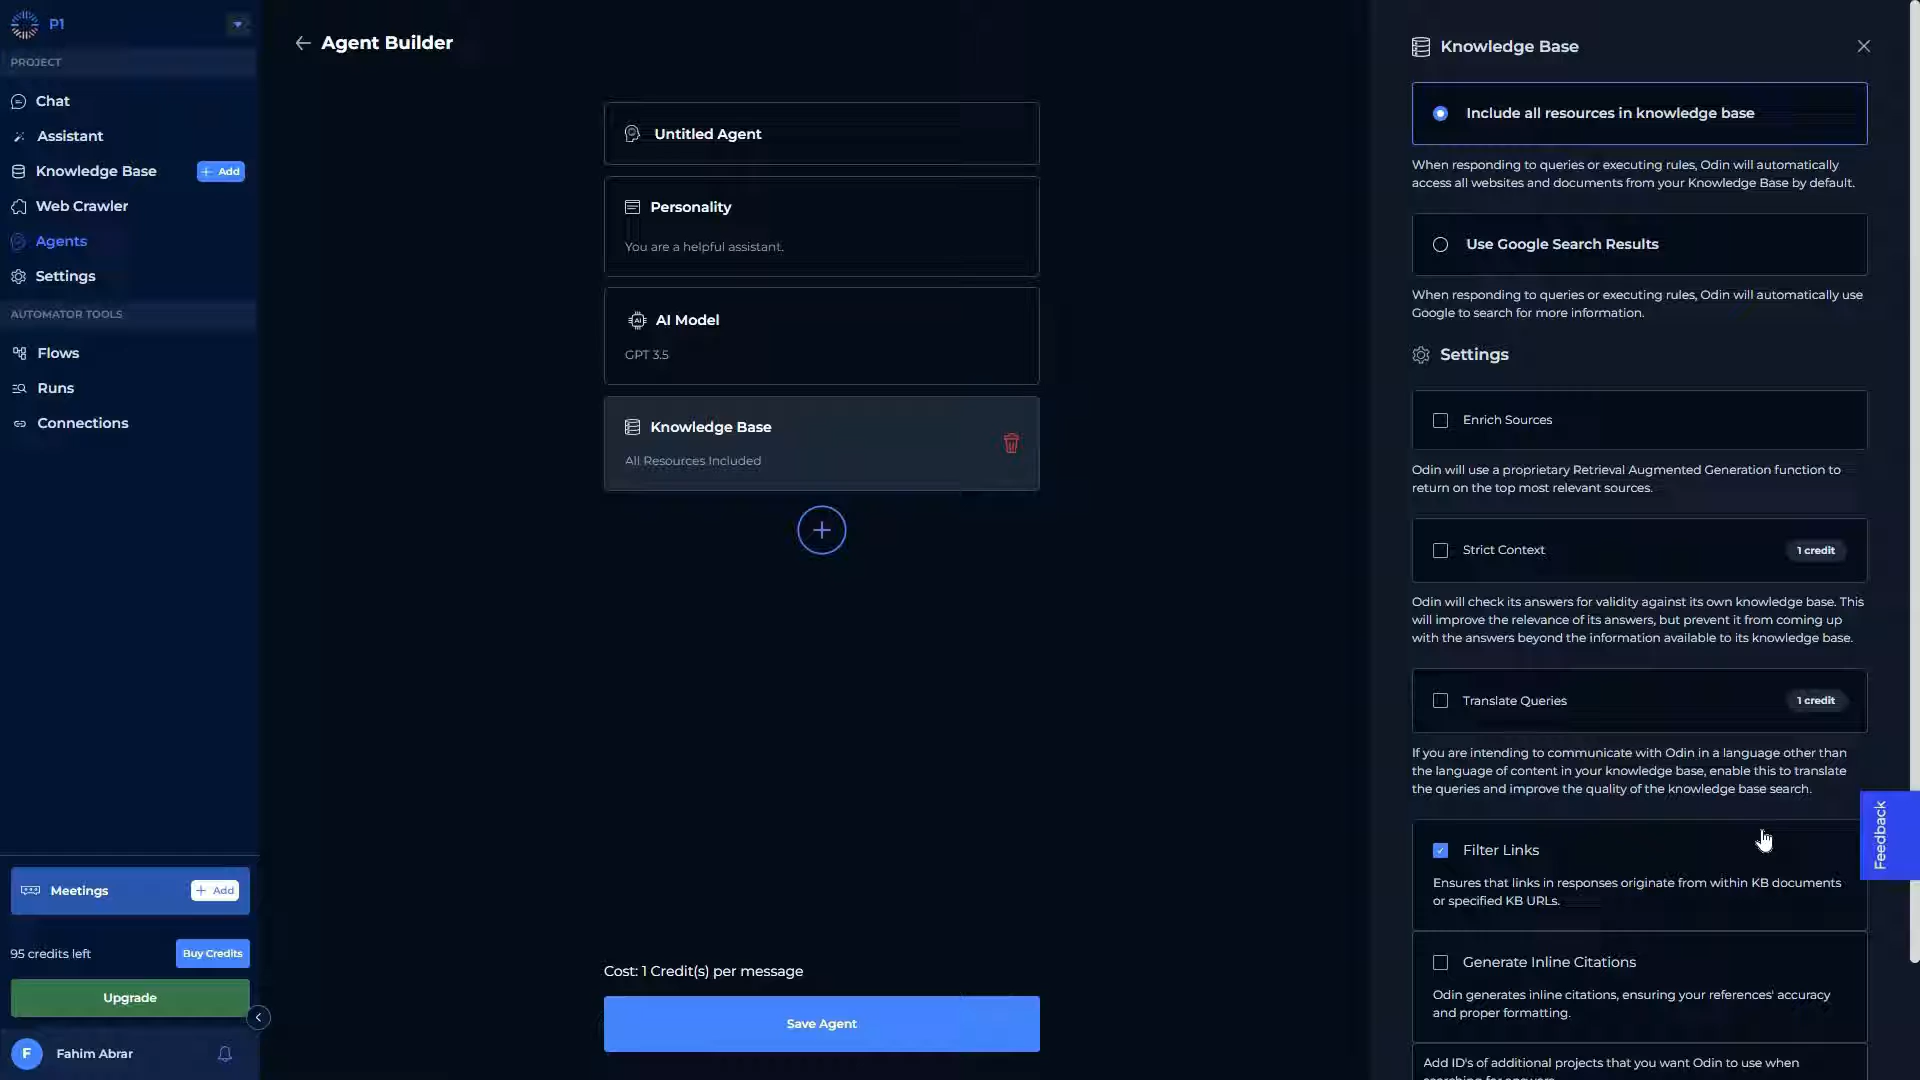 P1
PROJECT
Chat
Assistant
Knowledge Base
+ Add
Web Crawler
Agents
Settings
AUTOMATOR TOOLS
Flows
Runs
Connections
Meetings
+ Add
95 credits left
Buy Credits
Upgrade
F
Fahim Abrar
Agent Builder
Untitled Agent
Personality
You are a helpful assistant.
AI
AI Model
GPT 3.5
Knowledge Base
All Resources Included
Cost: 1 Credit(s) per message
Save Agent
Knowledge Base
Include all resources in knowledge base
When responding to queries or executing rules, Odin will automatically
access all websites and documents from your Knowledge Base by default.
Use Google Search Results
When responding to queries or executing rules, Odin will automatically use
Google to search for more information.
Settings
Enrich Sources
Odin will use a proprietary Retrieval Augmented Generation function to
return on the top most relevant sources.
Strict Context
1 credit
Odin will check its answers for validity against its own knowledge base. This
will improve the relevance of its answers, but prevent it from coming up
with the answers beyond the information available to its knowledge base.
Translate Queries
1 credit
If you are intending to communicate with Odin in a language other than
the language of content in your knowledge base, enable this to translate
the queries and improve the quality of the knowledge base search.
Filter Links
Ensures that links in responses originate from within KB documents
or specified KB URLs.
Generate Inline Citations
Odin generates inline citations, ensuring your references' accuracy
and proper formatting.
Add ID's of additional projects that you want Odin to use when
searching for answers
Feedback